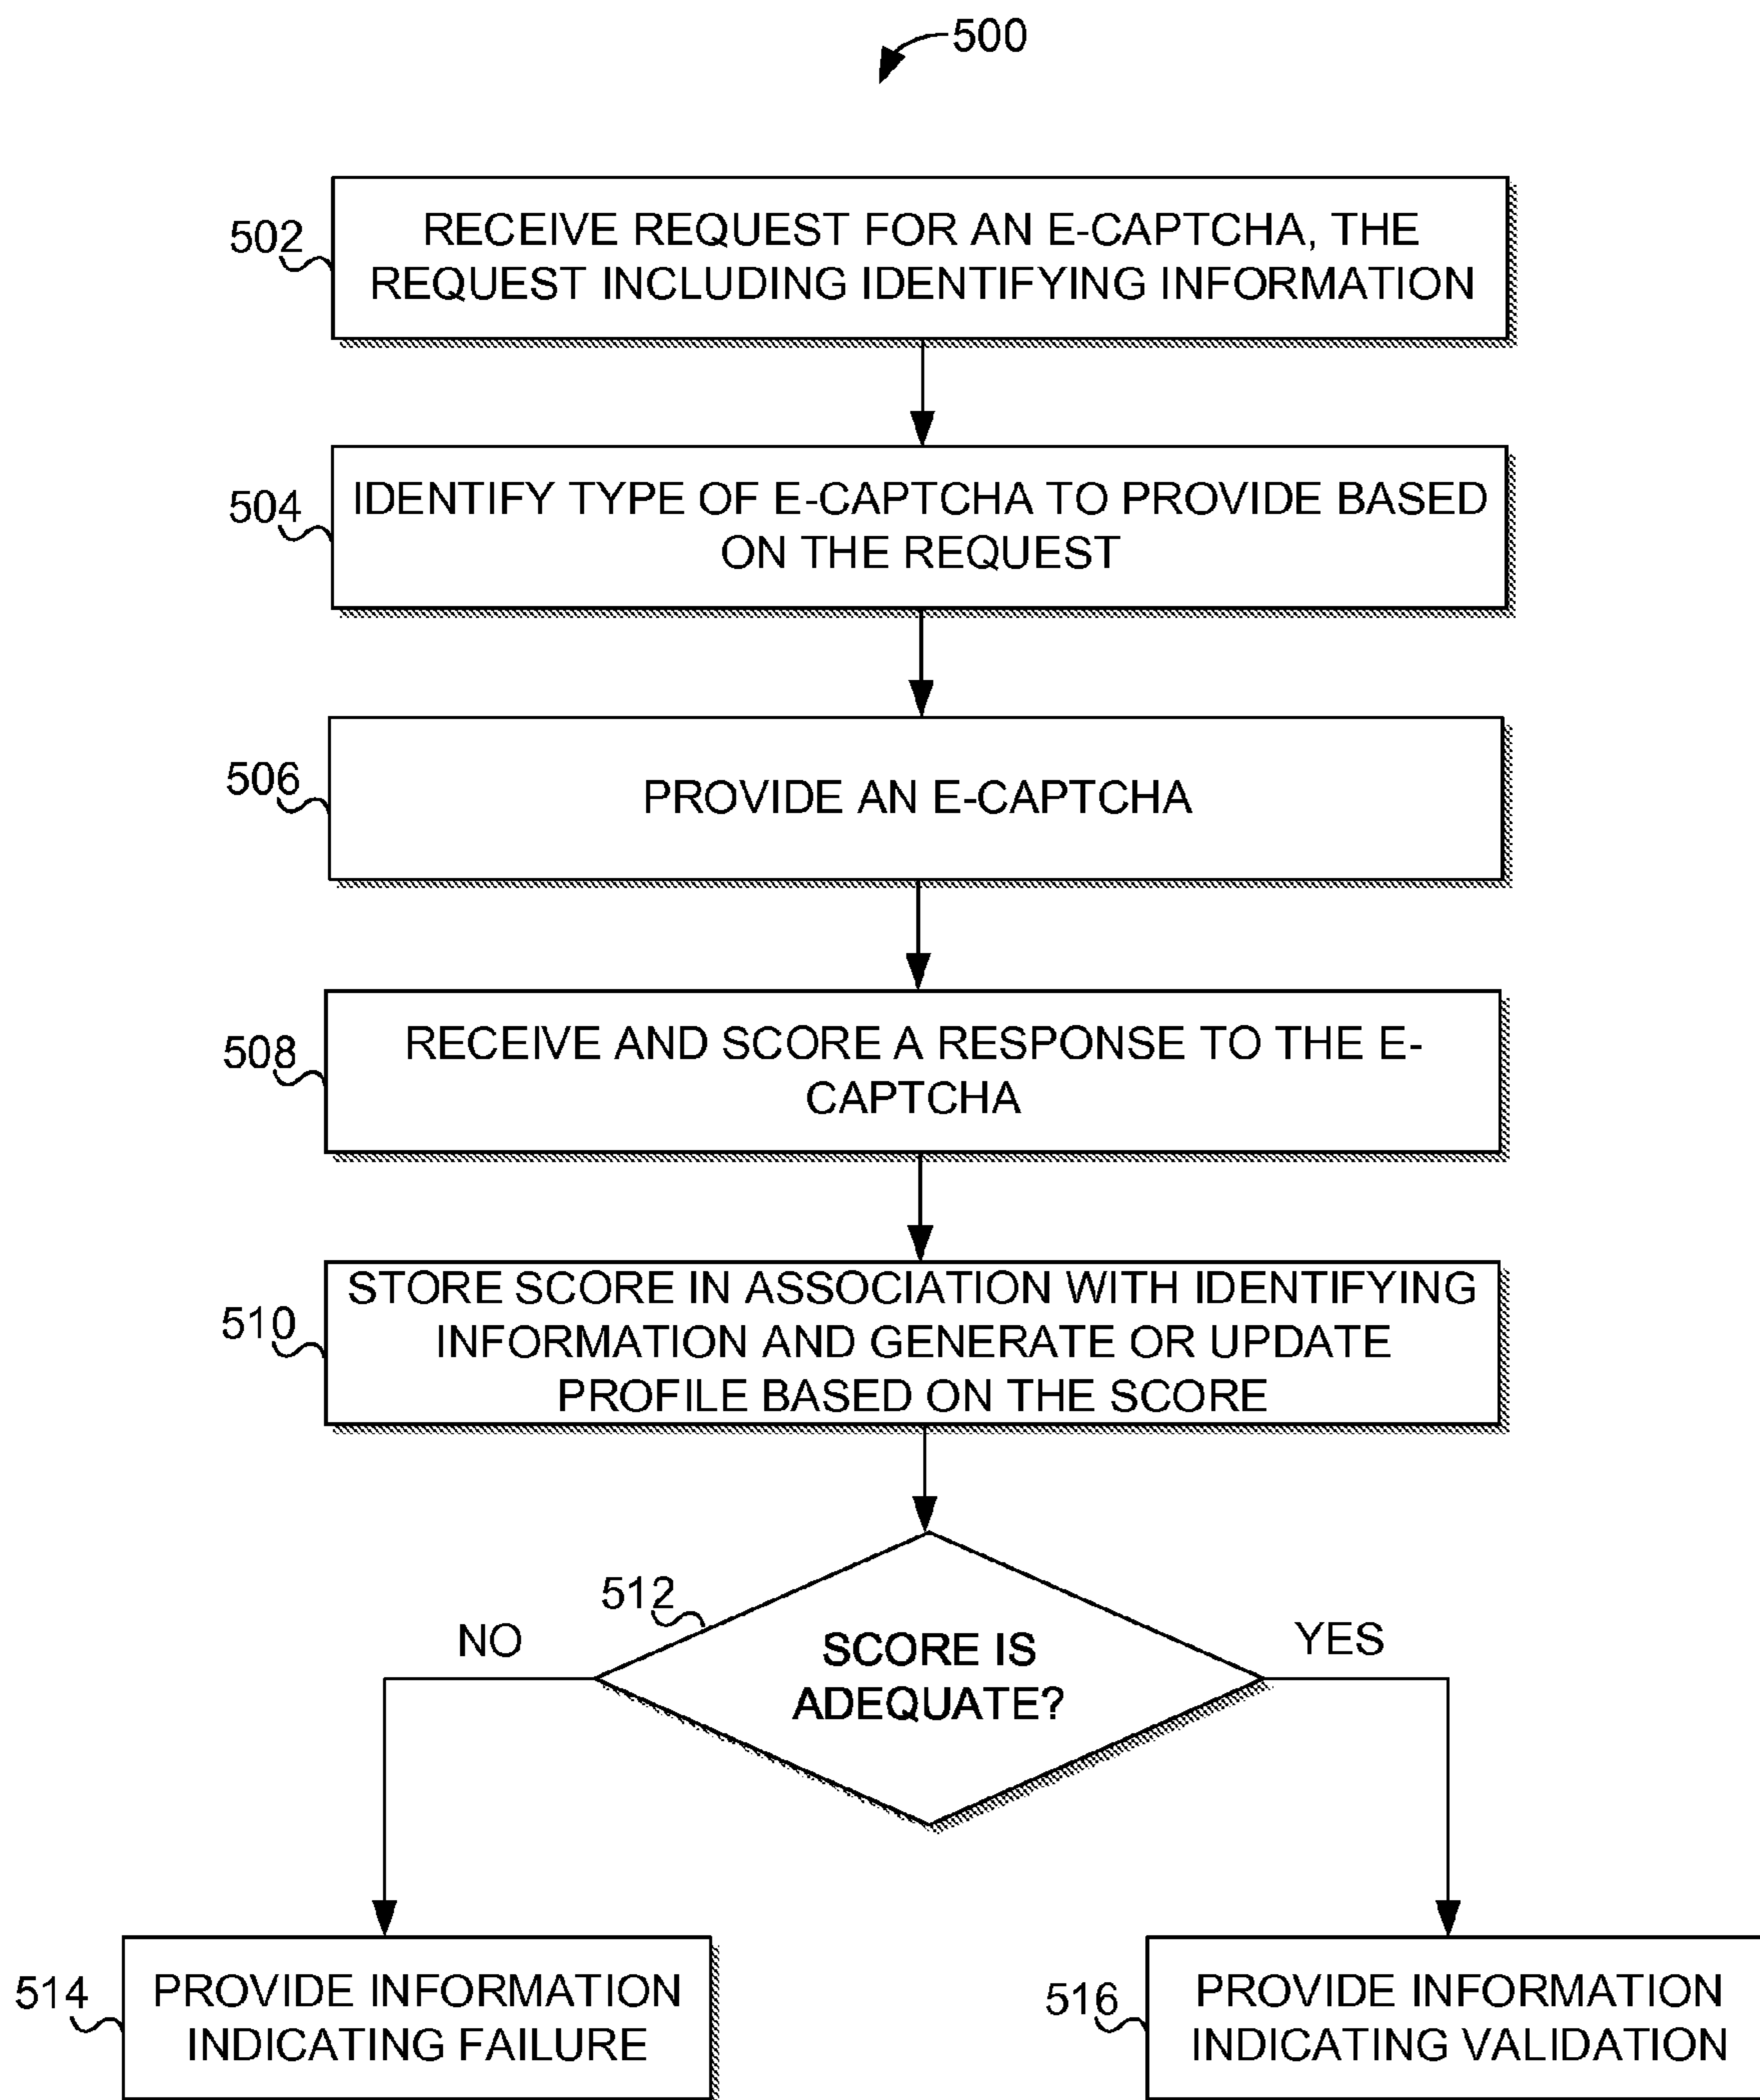 500
502
RECEIVE REQUEST FOR AN E-CAPTCHA, THE
REQUEST INCLUDING IDENTIFYING INFORMATION
504
IDENTIFY TYPE OF E-CAPTCHA TO PROVIDE BASED
ON THE REQUEST
506
PROVIDE AN E-CAPTCHA
508
RECEIVE AND SCORE A RESPONSE TO THE E-
CAPTCHA
510
STORE SCORE IN ASSOCIATION WITH IDENTIFYING
INFORMATION AND GENERATE OR UPDATE
PROFILE BASED ON THE SCORE
512
SCORE IS
ADEQUATE?
NO
YES
514
PROVIDE INFORMATION
INDICATING FAILURE
516
PROVIDE INFORMATION
INDICATING VALIDATION